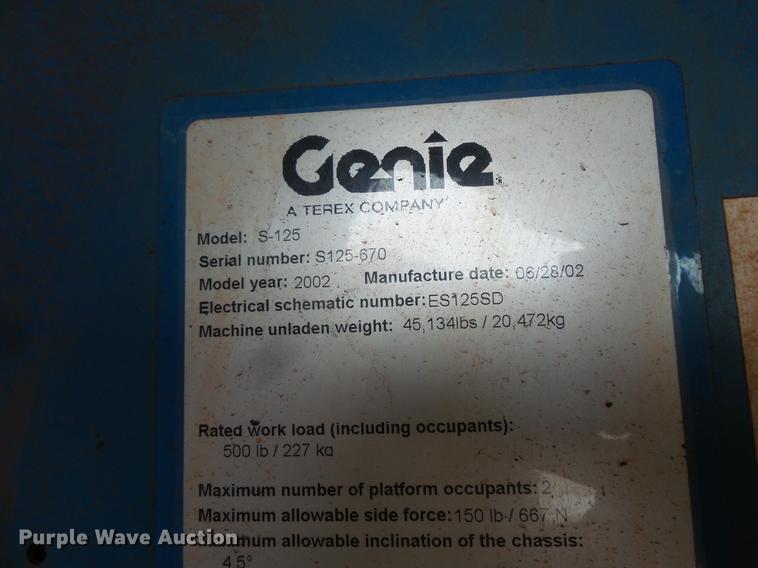 Genie
A TEREX COMPANY
Model: S-125
Serial number: S125-670
Model year: 2002 Manufacture date: 06/28/02
Electrical schematic number: ES125SD
Machine unladen weight: 45,134lbs / 20,472kg
Rated work load (including occupants):
500 lb / 227 kg
Maximum number of platform occupants: 2
Maximum allowable side force: 150 lb / 667 N
Maximum allowable inclination of the chassis:
4.5°
Purple Wave Auction